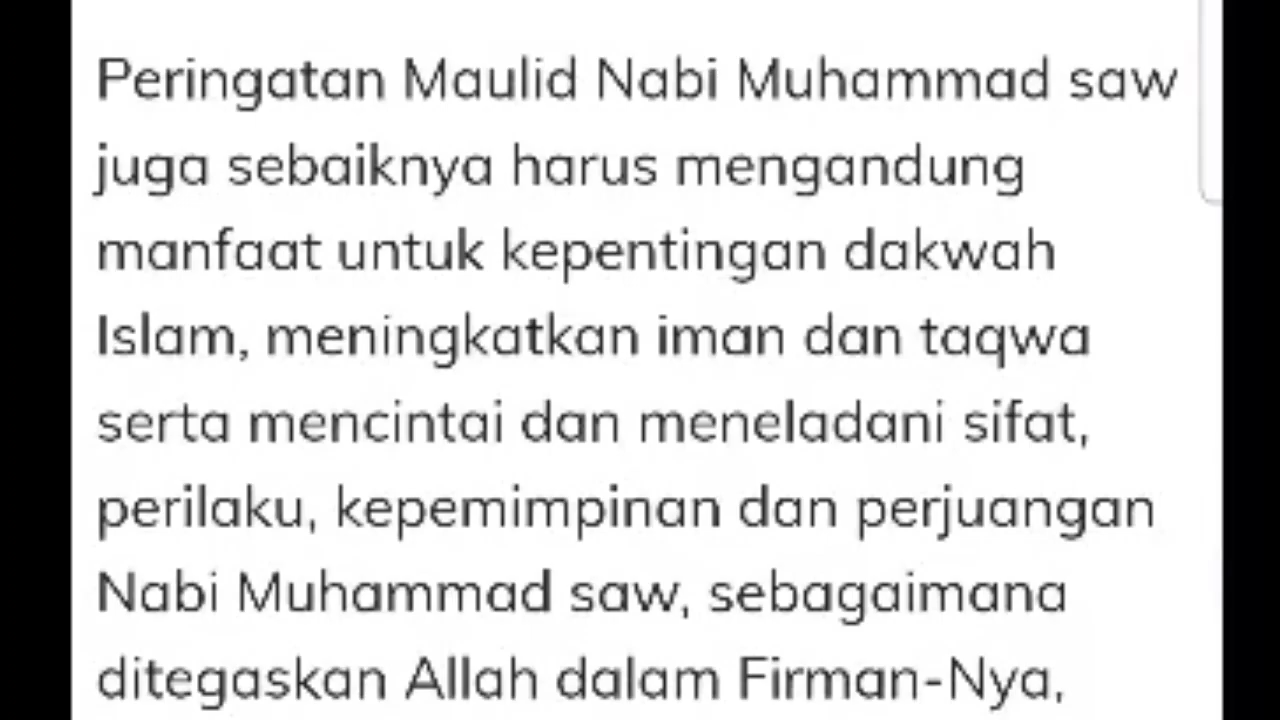 Peringatan Maulid Nabi Muhammad saw
juga sebaiknya harus mengandung
manfaat untuk kepentingan dakwah
Islam, meningkatkan iman dan taqwa
serta mencintai dan meneladani sifat,
perilaku, kepemimpinan dan perjuangan
Nabi Muhammad saw, sebagaimana
ditegaskan Allah dalam Firman-Nya,